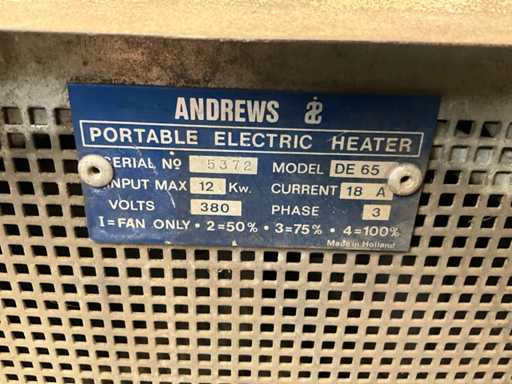 ANDREWS
PORTABLE ELECTRIC HEATER
SERIAL No 5372 MODEL DE 65
INPUT MAX 12 Kw. CURRENT 18 A
VOLTS 380 PHASE 3
I=FAN ONLY • 2=50% • 3=75% • 4=100%
Made in Holland